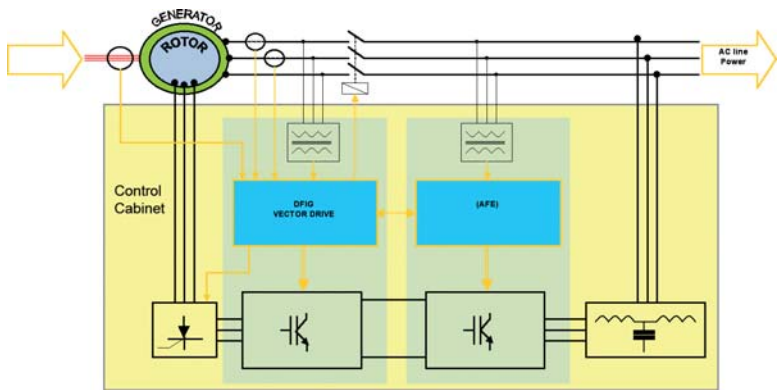 GENERATOR
ROTOR
AC line
Power
Control
Cabinet
DFIG
VECTOR DRIVE
(AFE)